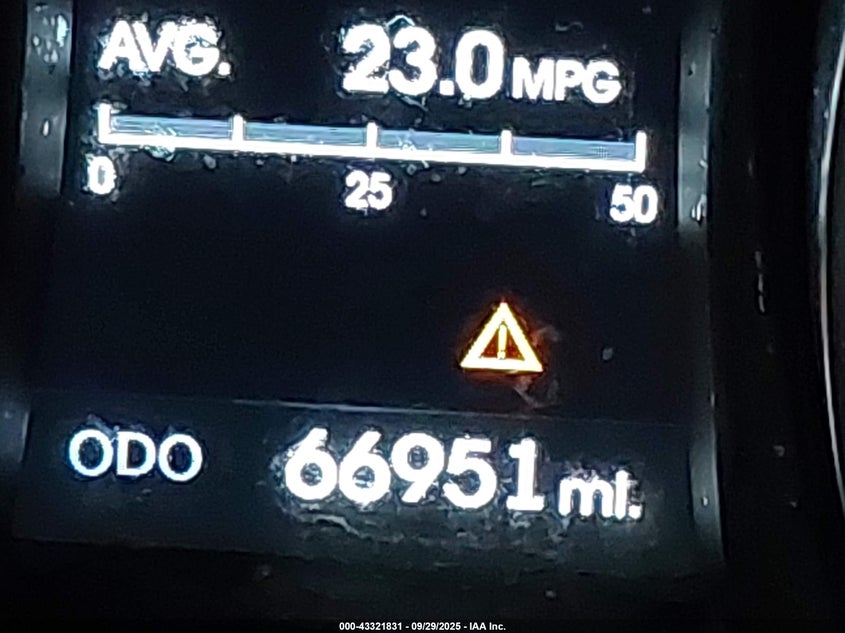 AVG. 23.0 MPG
0 25 50
ODO 66951 mi.
000-43321831 - 09/29/2025 - IAA Inc.